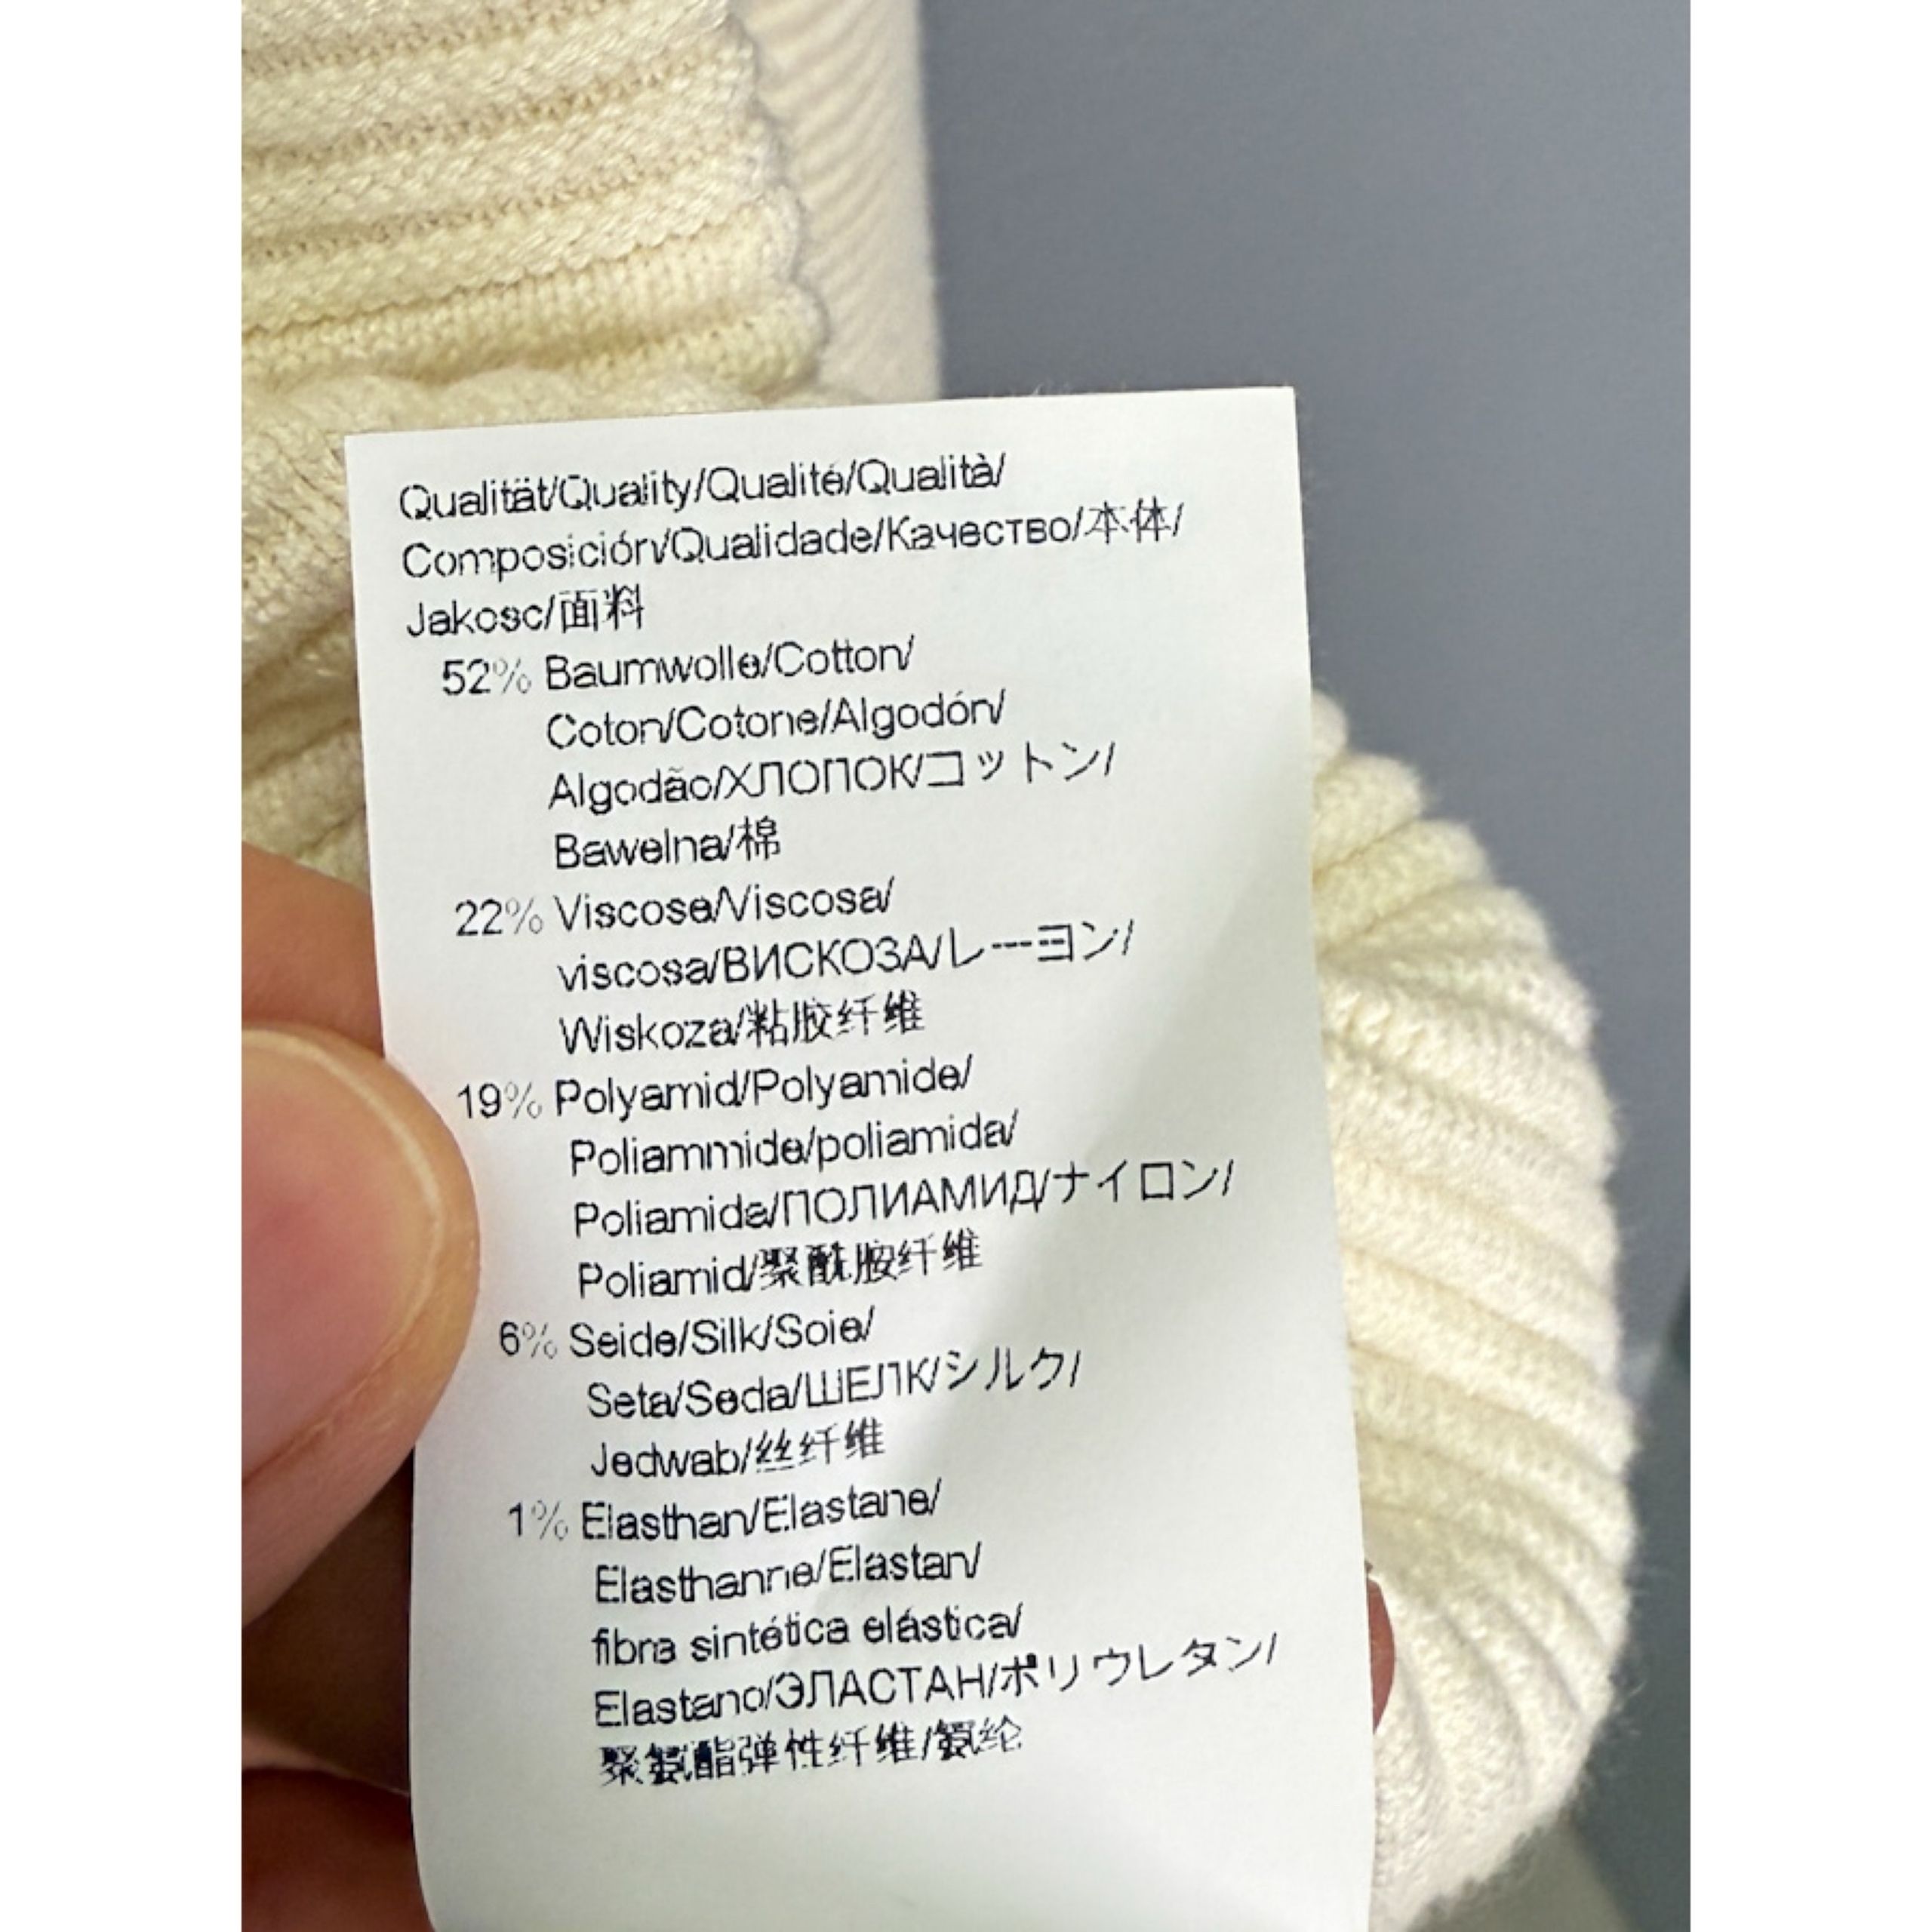 Qualität/Quality/Qualité/Qualità/
Composición/Qualidade/Качество/本体/
Jakosc/面料
52% Baumwolle/Cotton/
Coton/Cotone/Algodón/
Algodão/ХЛОПОК/コットン/
Bawelna/棉
22% Viscose/Viscosa/
viscosa/ВИСКОЗА/レーヨン/
Wiskoza/粘胶纤维
19% Polyamid/Polyamide/
Poliammide/poliamida/
Poliamida/ПОЛИАМИД/ナイロン/
Poliamid/聚酰胺纤维
6% Seide/Silk/Soie/
Seta/Seda/ШЕЛК/シルク/
Jedwab/丝纤维
1% Elasthan/Elastane/
Elasthanne/Elastan/
fibra sintética elástica/
Elastano/ЭЛАСТАН/ポリウレタン/
聚氨酯弹性纤维/氨纶